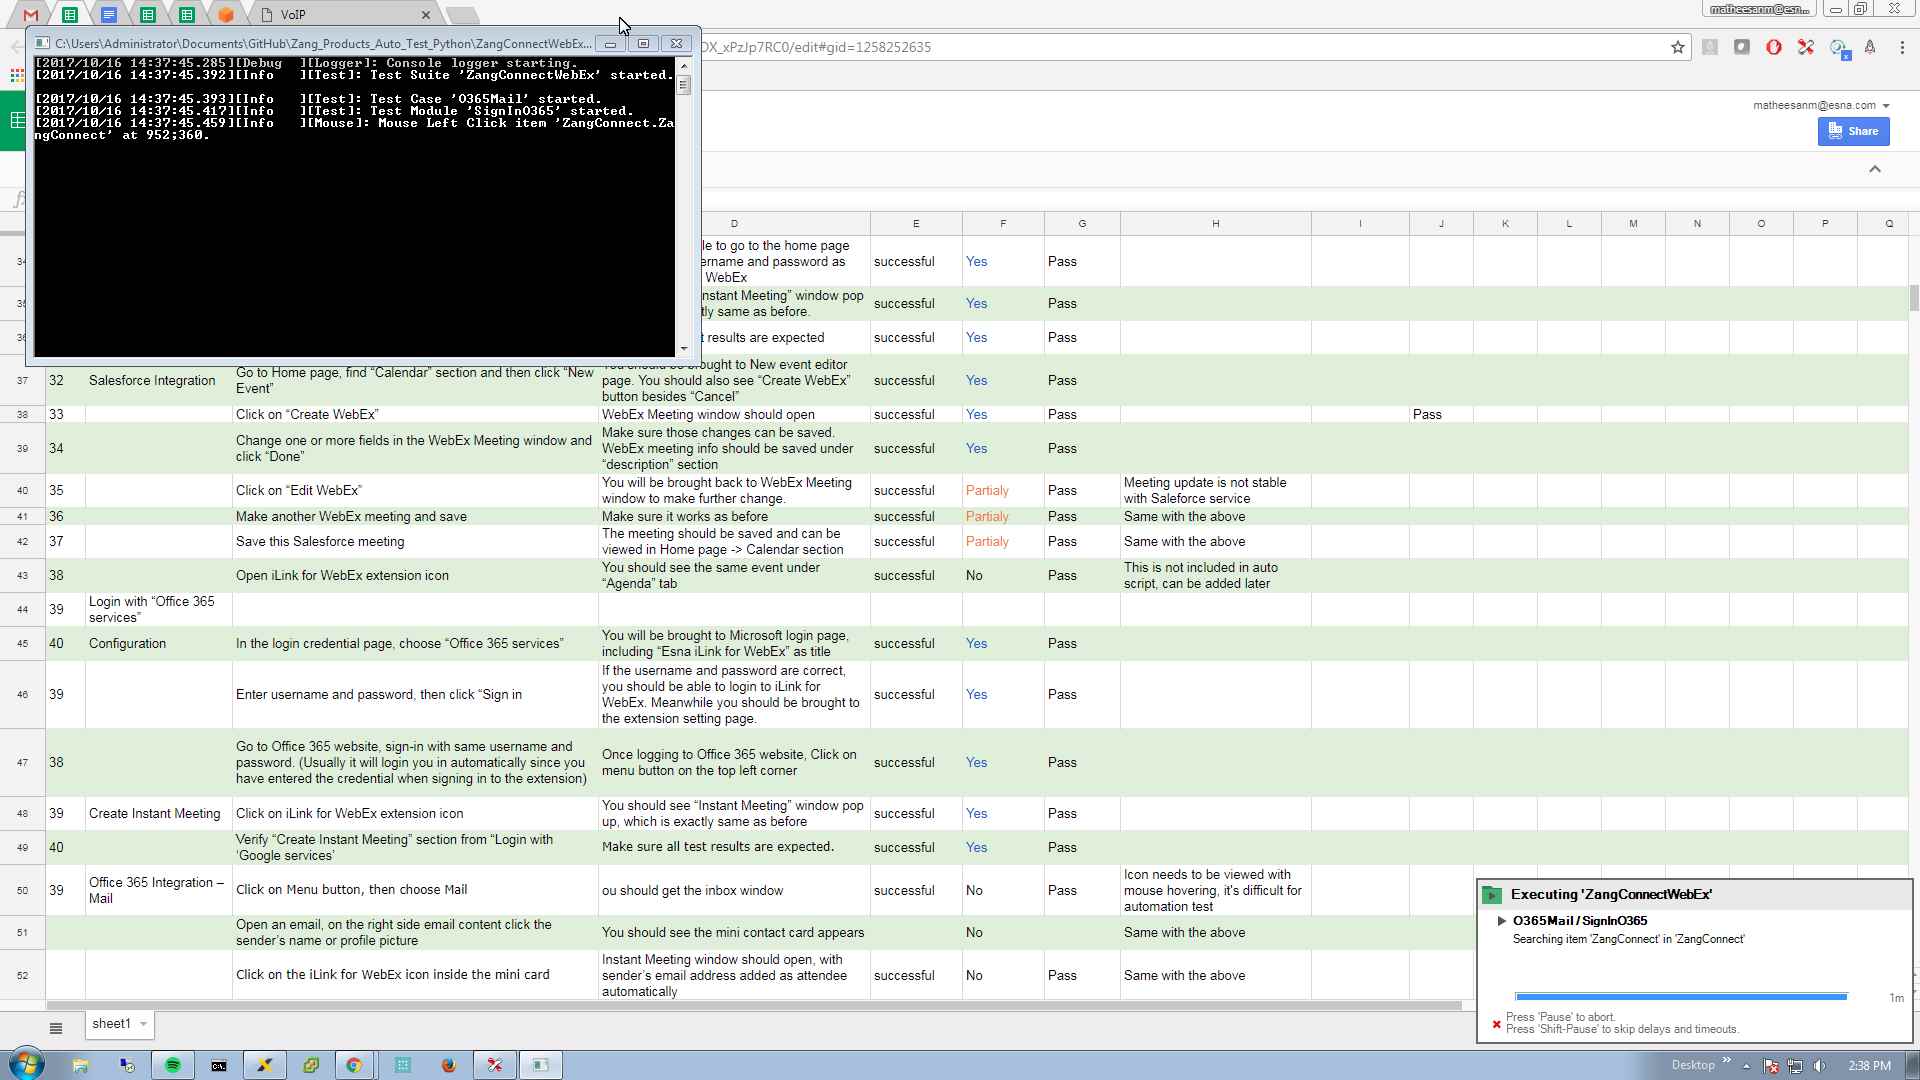 VoIP
matheesanm@esna...
C:\Users\Administrator\Documents\GitHub\Zang_Products_Auto_Test_Python\ZangConnectWebEx...
DX_xPzJp7RC0/edit#gid=1258252635
[2017/10/16 14:37:45.285][Debug ][Logger]: Console logger starting.
[2017/10/16 14:37:45.392][Info ][Test]: Test Suite 'ZangConnectWebEx' started.
[2017/10/16 14:37:45.393][Info ][Test]: Test Case 'O365Mail' started.
[2017/10/16 14:37:45.417][Info ][Test]: Test Module 'SignInO365' started.
[2017/10/16 14:37:45.459][Info ][Mouse]: Mouse Left Click item 'ZangConnect.Za
ngConnect' at 952;360.
matheesanm@esna.com
Share
D E F G H I J K L M N O P Q
le to go to the home page
34 ername and password as successful Yes Pass
WebEx
nstant Meeting” window pop
35 tly same as before. successful Yes Pass
36 t results are expected successful Yes Pass
37 32 Salesforce Integration Go to Home page, find “Calendar” section and then click “New
Event”
You should be brought to New event editor
page. You should also see “Create WebEx”
button besides “Cancel”
successful Yes Pass
38 33 Click on “Create WebEx” WebEx Meeting window should open successful Yes Pass Pass
39 34 Change one or more fields in the WebEx Meeting window and
click “Done”
Make sure those changes can be saved.
WebEx meeting info should be saved under
“description” section
successful Yes Pass
40 35 Click on “Edit WebEx”
You will be brought back to WebEx Meeting
window to make further change.
successful Partialy Pass
Meeting update is not stable
with Saleforce service
41 36 Make another WebEx meeting and save Make sure it works as before successful Partialy Pass Same with the above
42 37 Save this Salesforce meeting
The meeting should be saved and can be
viewed in Home page -> Calendar section
successful Partialy Pass Same with the above
43 38 Open iLink for WebEx extension icon
You should see the same event under
“Agenda” tab
successful No Pass
This is not included in auto
script, can be added later
44 39 Login with “Office 365
services”
45 40 Configuration In the login credential page, choose “Office 365 services”
You will be brought to Microsoft login page,
including “Esna iLink for WebEx” as title
successful Yes Pass
46 39 Enter username and password, then click “Sign in
If the username and password are correct,
you should be able to login to iLink for
WebEx. Meanwhile you should be brought to
the extension setting page.
successful Yes Pass
47 38 Go to Office 365 website, sign-in with same username and
password. (Usually it will login you in automatically since you
have entered the credential when signing in to the extension)
Once logging to Office 365 website, Click on
menu button on the top left corner
successful Yes Pass
48 39 Create Instant Meeting Click on iLink for WebEx extension icon
You should see “Instant Meeting” window pop
up, which is exactly same as before
successful Yes Pass
49 40 Verify “Create Instant Meeting” section from “Login with
‘Google services’
Make sure all test results are expected.
successful Yes Pass
50 39 Office 365 Integration –
Mail
Click on Menu button, then choose Mail
ou should get the inbox window
successful No Pass
Icon needs to be viewed with
mouse hovering, it's difficult for
automation test
51 Open an email, on the right side email content click the
sender’s name or profile picture
You should see the mini contact card appears
No Same with the above
52 Click on the iLink for WebEx icon inside the mini card
Instant Meeting window should open, with
sender’s email address added as attendee
automatically
successful No Pass Same with the above
Executing 'ZangConnectWebEx'
O365Mail / SignInO365
Searching item 'ZangConnect' in 'ZangConnect'
1m
Press 'Pause' to abort.
Press 'Shift-Pause' to skip delays and timeouts.
sheet1
Desktop
2:38 PM